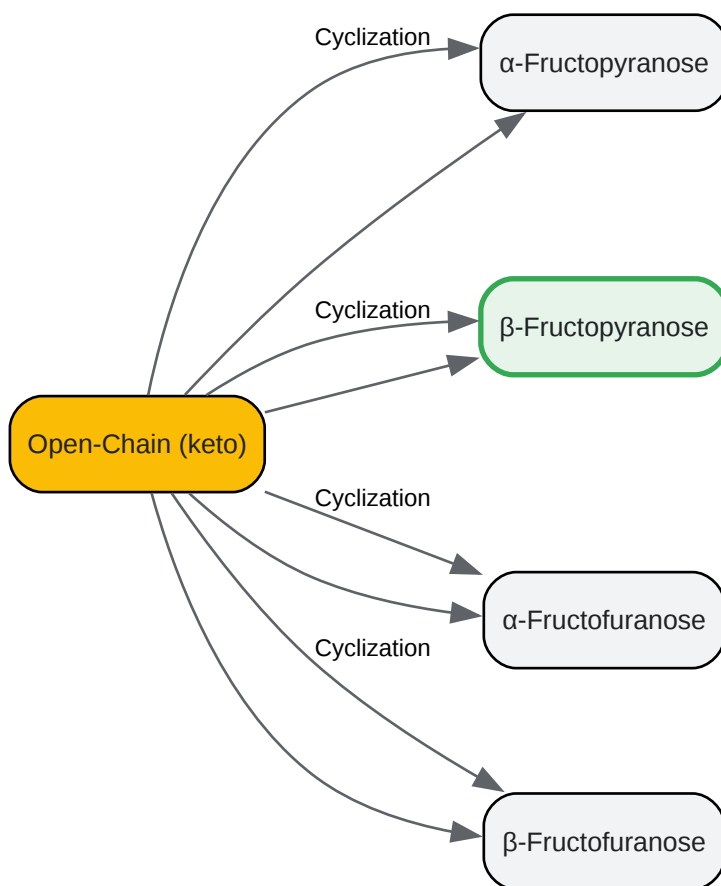 Cyclization
α-Fructopyranose
Cyclization
β-Fructopyranose
Open-Chain (keto)
Cyclization
α-Fructofuranose
Cyclization
β-Fructofuranose